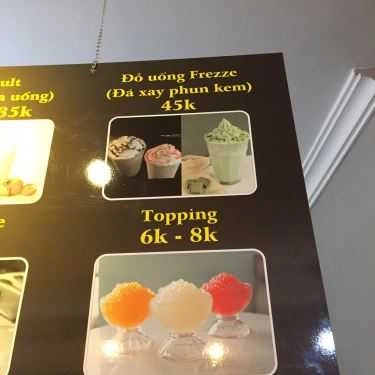 ult
a uống)
35k
Đồ uống Frezze
(Đá xay phun kem)
45k
e
Topping
6k - 8k